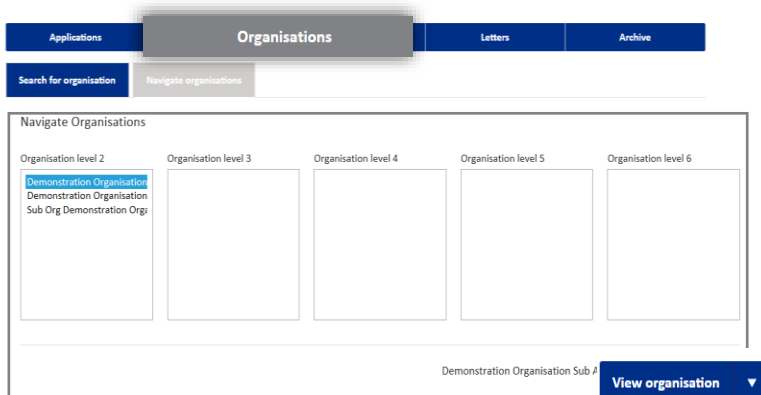 Applications Organisations Letters Archive
Search for organisation Navigate organisations
Navigate Organisations
Organisation level 2 Organisation level 3 Organisation level 4 Organisation level 5 Organisation level 6
Demonstration Organisation
Demonstration Organisation
Sub Org Demonstration Orga
Demonstration Organisation Sub A
View organisation ▼